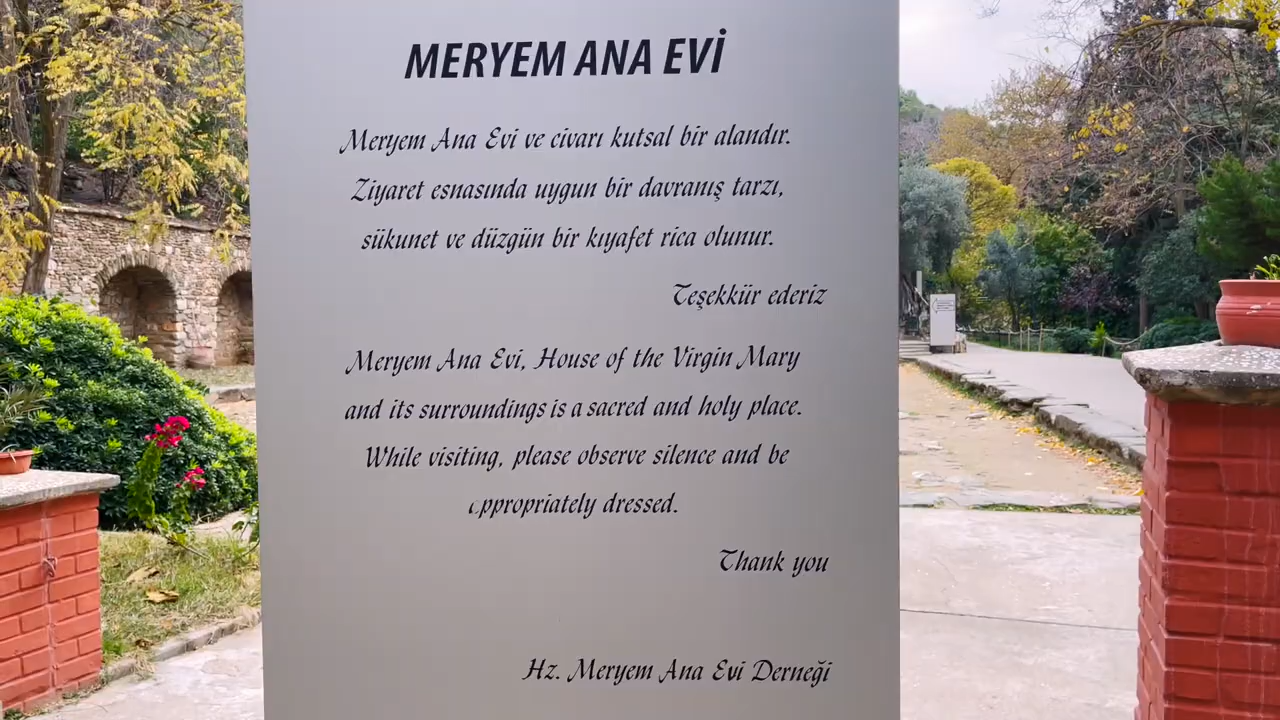 MERYEM ANA EVİ
Meryem Ana Evi ve civarı kutsal bir alandır.
Ziyaret esnasında uygun bir davranış tarzı,
sükunet ve düzgün bir kıyafet rica olunur.
Teşekkür ederiz
Meryem Ana Evi, House of the Virgin Mary
and its surroundings is a sacred and holy place.
While visiting, please observe silence and be
appropriately dressed.
Thank you
Hz. Meryem Ana Evi Derneği